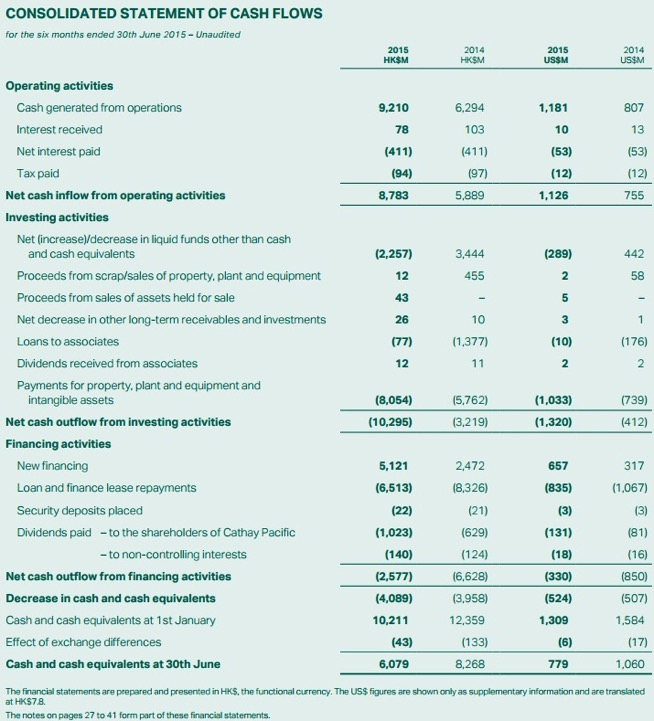 CONSOLIDATED STATEMENT OF CASH FLOWS
for the six months ended 30th June 2015 – Unaudited
2015 2014 2015 2014
HK$M HK$M US$M US$M
Operating activities
Cash generated from operations 9,210 6,294 1,181 807
Interest received 78 103 10 13
Net interest paid (411) (411) (53) (53)
Tax paid (94) (97) (12) (12)
Net cash inflow from operating activities 8,783 5,889 1,126 755
Investing activities
Net (increase)/decrease in liquid funds other than cash
and cash equivalents (2,257) 3,444 (289) 442
Proceeds from scrap/sales of property, plant and equipment 12 455 2 58
Proceeds from sales of assets held for sale 43 – 5 –
Net decrease in other long-term receivables and investments 26 10 3 1
Loans to associates (77) (1,377) (10) (176)
Dividends received from associates 12 11 2 2
Payments for property, plant and equipment and
intangible assets (8,054) (5,762) (1,033) (739)
Net cash outflow from investing activities (10,295) (3,219) (1,320) (412)
Financing activities
New financing 5,121 2,472 657 317
Loan and finance lease repayments (6,513) (8,326) (835) (1,067)
Security deposits placed (22) (21) (3) (3)
Dividends paid – to the shareholders of Cathay Pacific (1,023) (629) (131) (81)
– to non-controlling interests (140) (124) (18) (16)
Net cash outflow from financing activities (2,577) (6,628) (330) (850)
Decrease in cash and cash equivalents (4,089) (3,958) (524) (507)
Cash and cash equivalents at 1st January 10,211 12,359 1,309 1,584
Effect of exchange differences (43) (133) (6) (17)
Cash and cash equivalents at 30th June 6,079 8,268 779 1,060
The financial statements are prepared and presented in HK$, the functional currency. The US$ figures are shown only as supplementary information and are translated
at HK$7.8.
The notes on pages 27 to 41 form part of these financial statements.